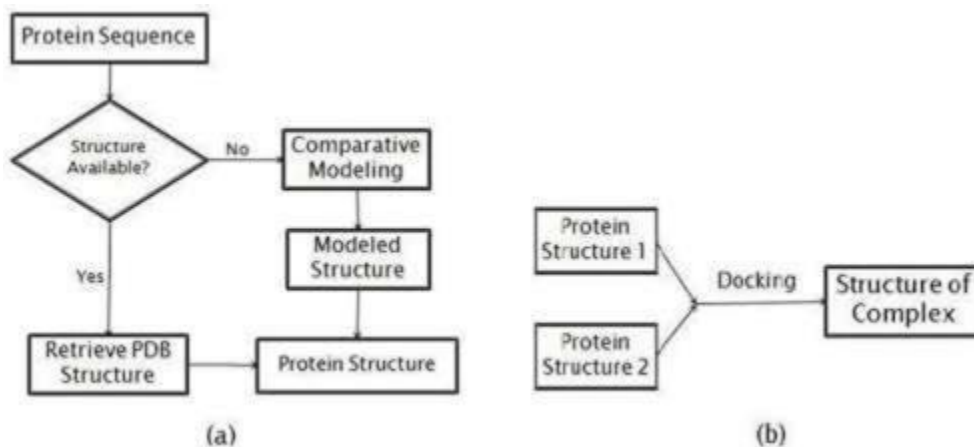 Protein Sequence
Structure
Available?
No
Comparative
Modeling
Modeled
Structure
Yes
Retrieve PDB
Structure
Protein Structure
(a)
Protein
Structure 1
Protein
Structure 2
Docking
Structure of
Complex
(b)